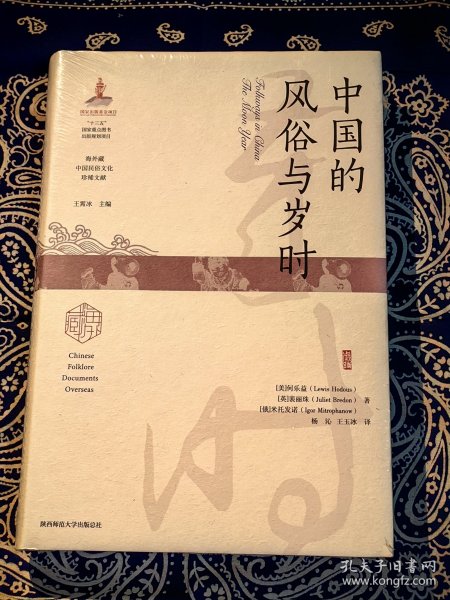 中国的
风俗与岁时
Folkways in China
The Moon Year
国家出版基金项目
“十三五”
国家重点图书
出版规划项目
海外藏
中国民俗文化
珍稀文献
王霄冰 主编
Chinese
Folklore
Documents
Overseas
[美]何乐益（Lewis Hodous）
[英]裴丽珠（Juliet Bredon） 著
[俄]米托发诺（Igor Mitrophanow）
杨沁 王玉冰 译
陕西师范大学出版总社
孔夫子旧书网
www.kongfz.com